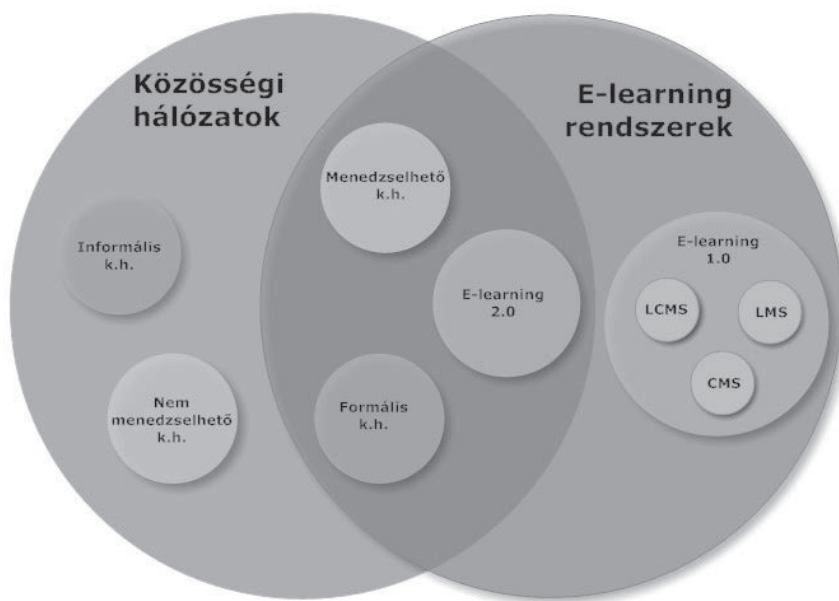 Közösségi
hálózatok
E-learning
rendszerek
Menedzselhető
k.h.
Informális
k.h.
E-learning
2.0
E-learning
1.0
LCMS
LMS
CMS
Nem
menedzselhető
k.h.
Formális
k.h.